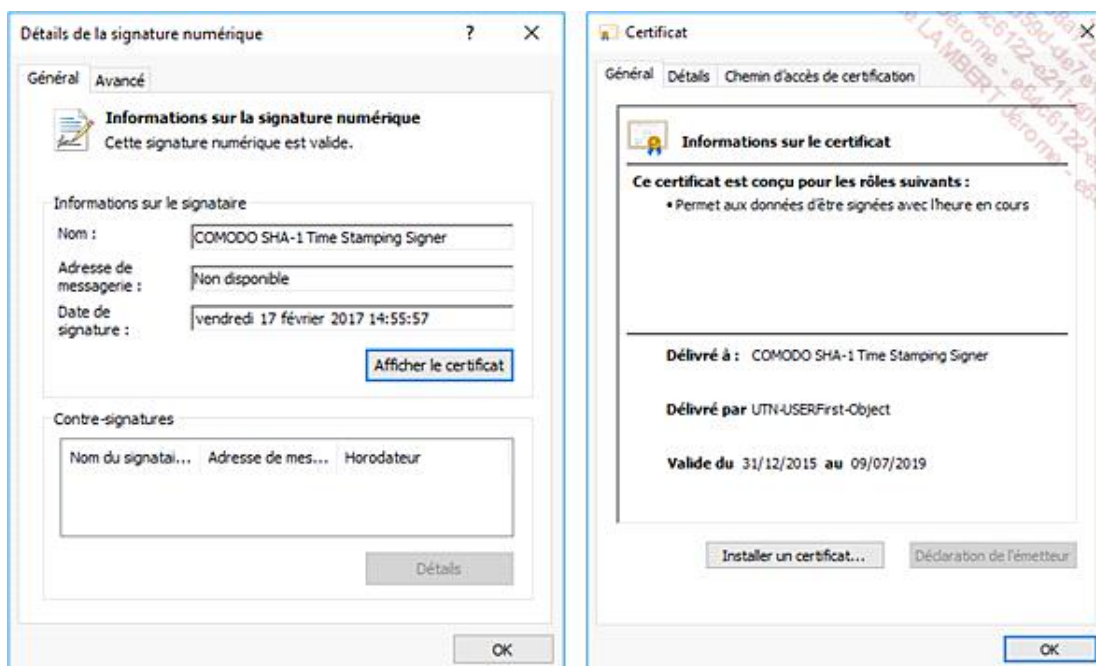 Détails de la signature numérique
?
Général
Avancé
Informations sur la signature numérique
Cette signature numérique est valide.
Informations sur le signataire
Nom :
COMODO SHA-1 Time Stamping Signer
Adresse de
messagerie :
Non disponible
Date de
signature :
vendredi 17 février 2017 14:55:57
Afficher le certificat
Contre-signatures
Nom du signatai...
Adresse de mes...
Horodateur
Détails
OK
Certificat
Général
Détails
Chemin d'accès de certification
Informations sur le certificat
Ce certificat est conçu pour les rôles suivants :
• Permet aux données d'être signées avec l'heure en cours
Délivré à : COMODO SHA-1 Time Stamping Signer
Délivré par UTN-USERFirst-Object
Valide du 31/12/2015 au 09/07/2019
Installer un certificat...
Déclaration de l'émetteur
OK
LAMBERT Jérome